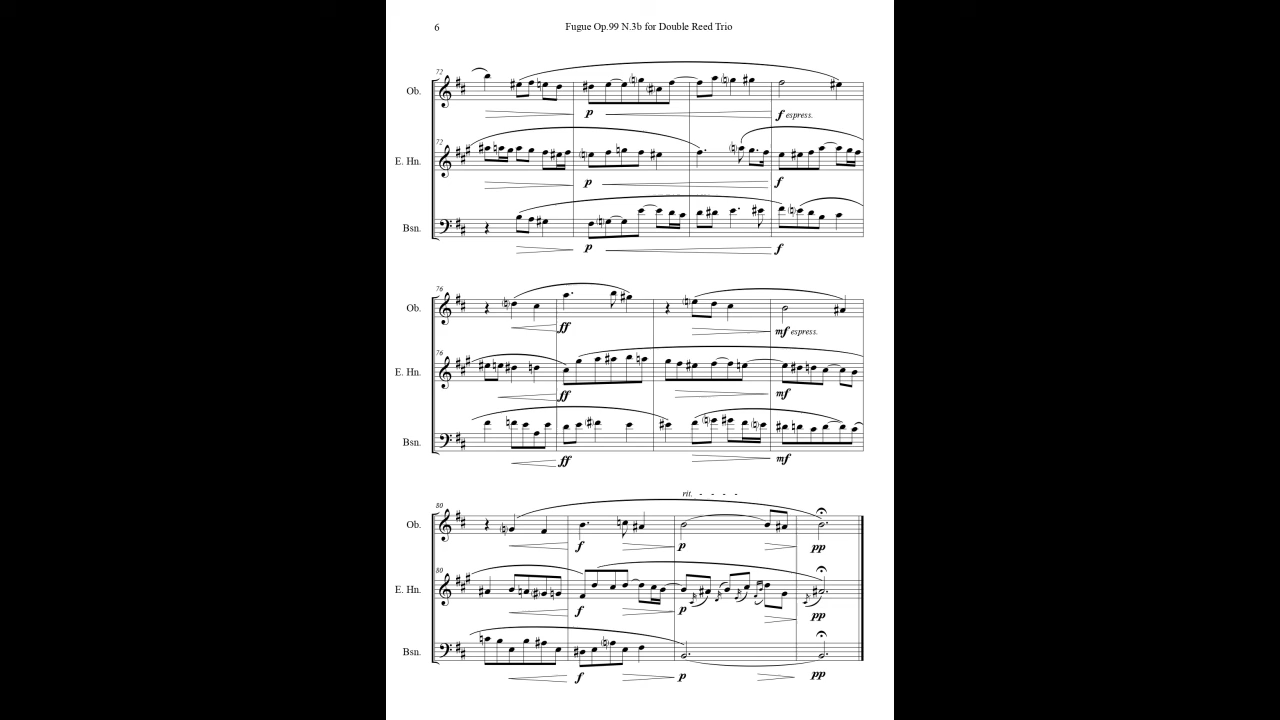 6 Fugue Op.99 N.3b for Double Reed Trio
72
Ob.
p f espress.
72
E. Hn.
p f
Bsn.
p f
76
Ob.
ff mf espress.
76
E. Hn.
ff mf
Bsn.
ff mf
rit.
80
Ob.
f p pp
80
E. Hn.
f p pp
Bsn.
f p pp